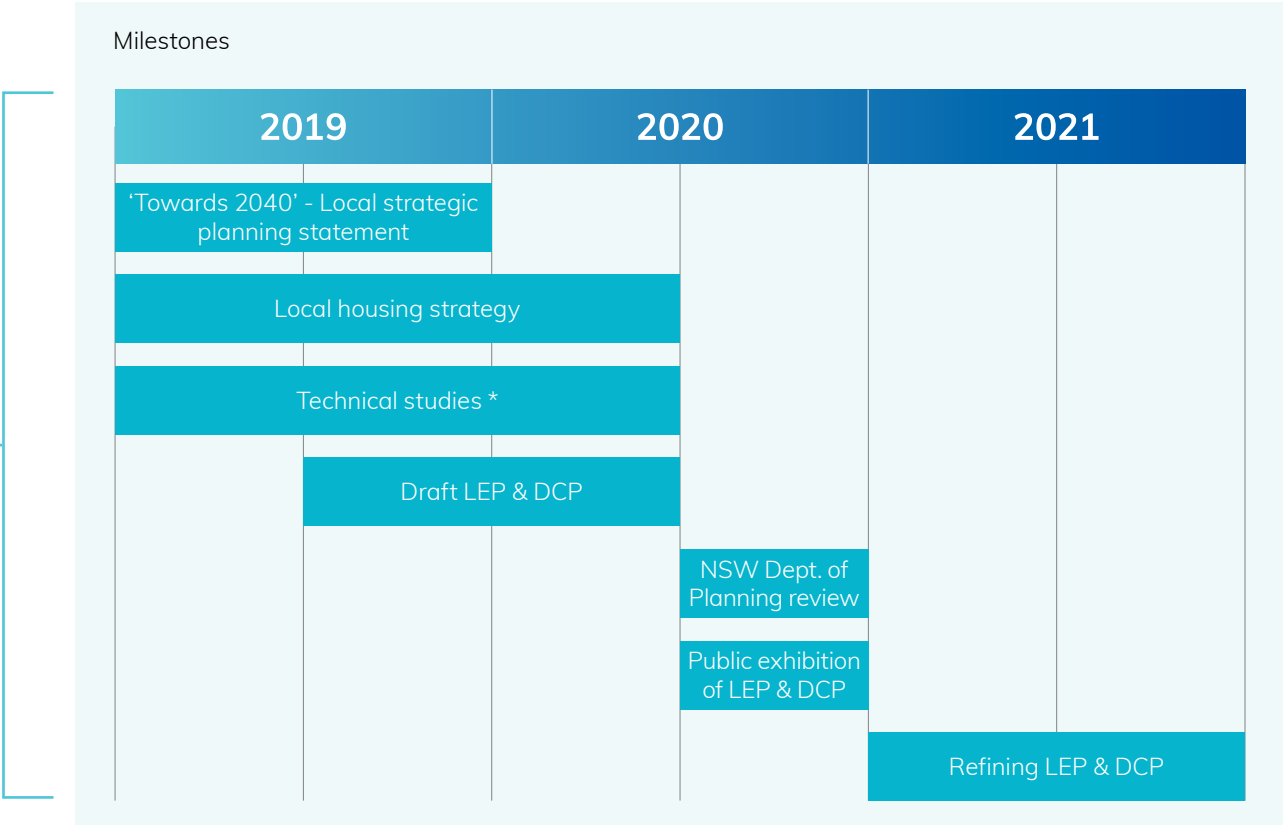 Milestones
2019 2020 2021
‘Towards 2040’ - Local strategic
planning statement
Local housing strategy
Technical studies *
Draft LEP & DCP
NSW Dept. of
Planning review
Public exhibition
of LEP & DCP
Refining LEP & DCP